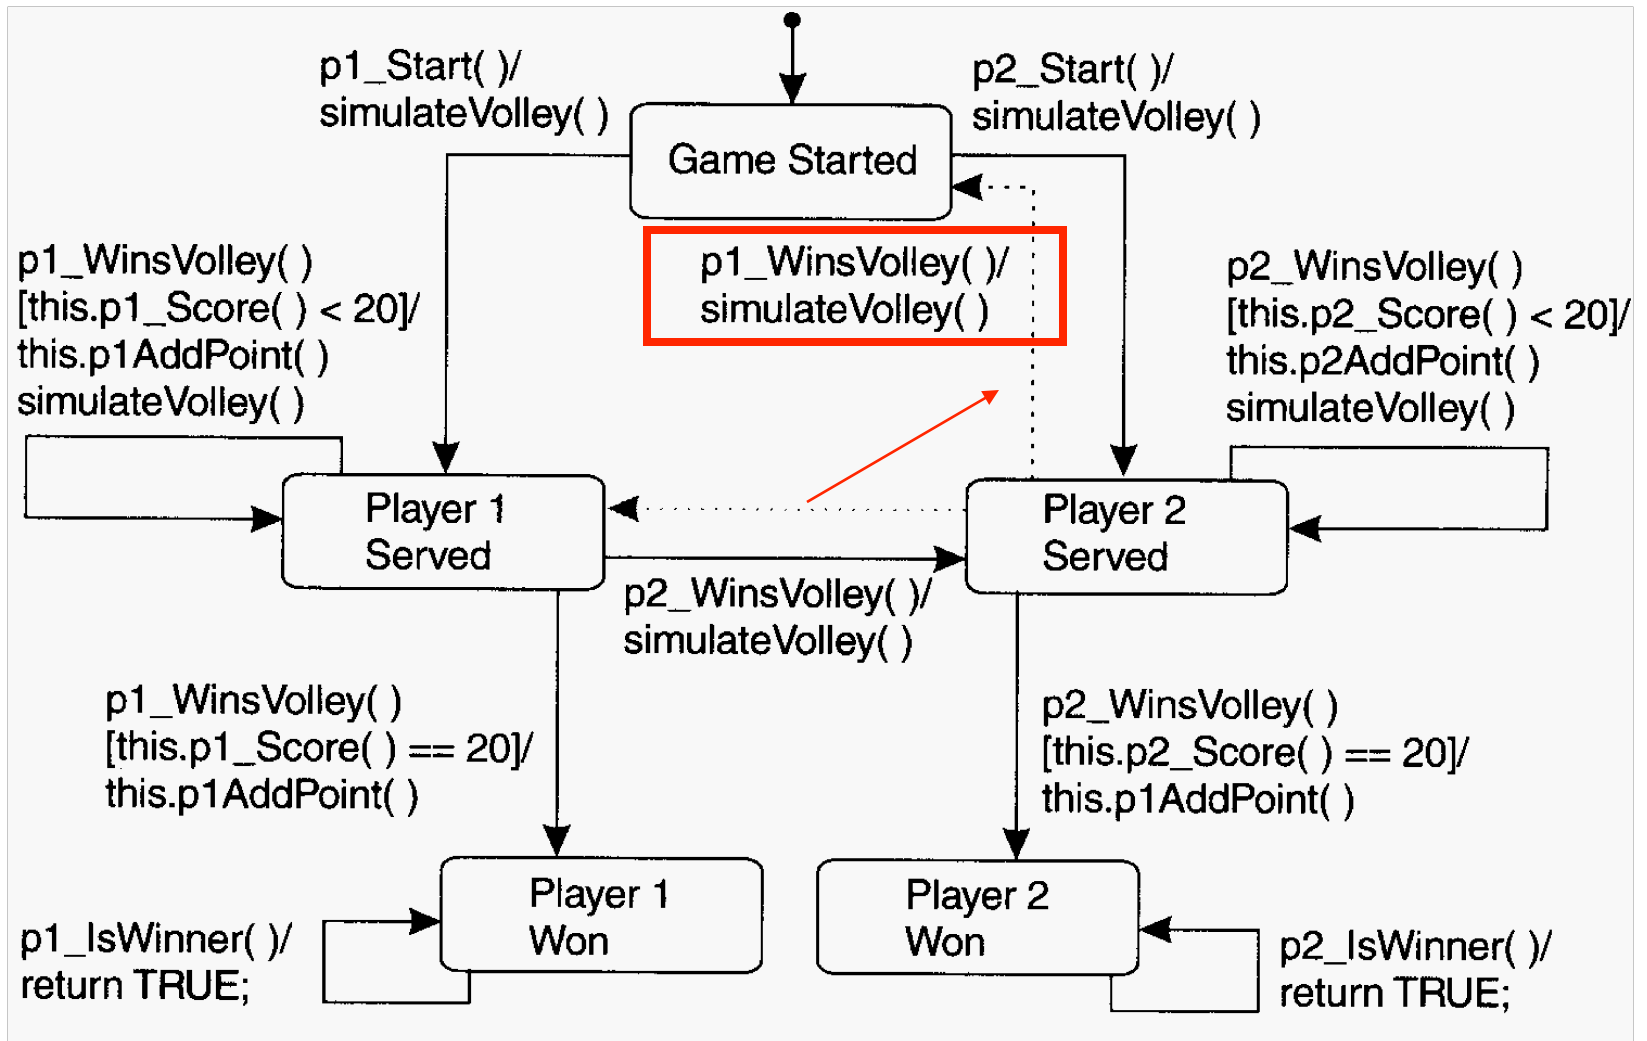 p1_Start( )/
simulateVolley( )
p2_Start( )/
simulateVolley( )
Game Started
p1_WinsVolley( )
[this.p1_Score( ) < 20]/
this.p1AddPoint( )
simulateVolley( )
p1_WinsVolley( )/
simulateVolley( )
p2_WinsVolley( )
[this.p2_Score( ) < 20]/
this.p2AddPoint( )
simulateVolley( )
Player 1
Served
Player 2
Served
p2_WinsVolley( )/
simulateVolley( )
p1_WinsVolley( )
[this.p1_Score( ) == 20]/
this.p1AddPoint( )
p2_WinsVolley( )
[this.p2_Score( ) == 20]/
this.p1AddPoint( )
Player 1
Won
Player 2
Won
p1_IsWinner( )/
return TRUE;
p2_IsWinner( )/
return TRUE;